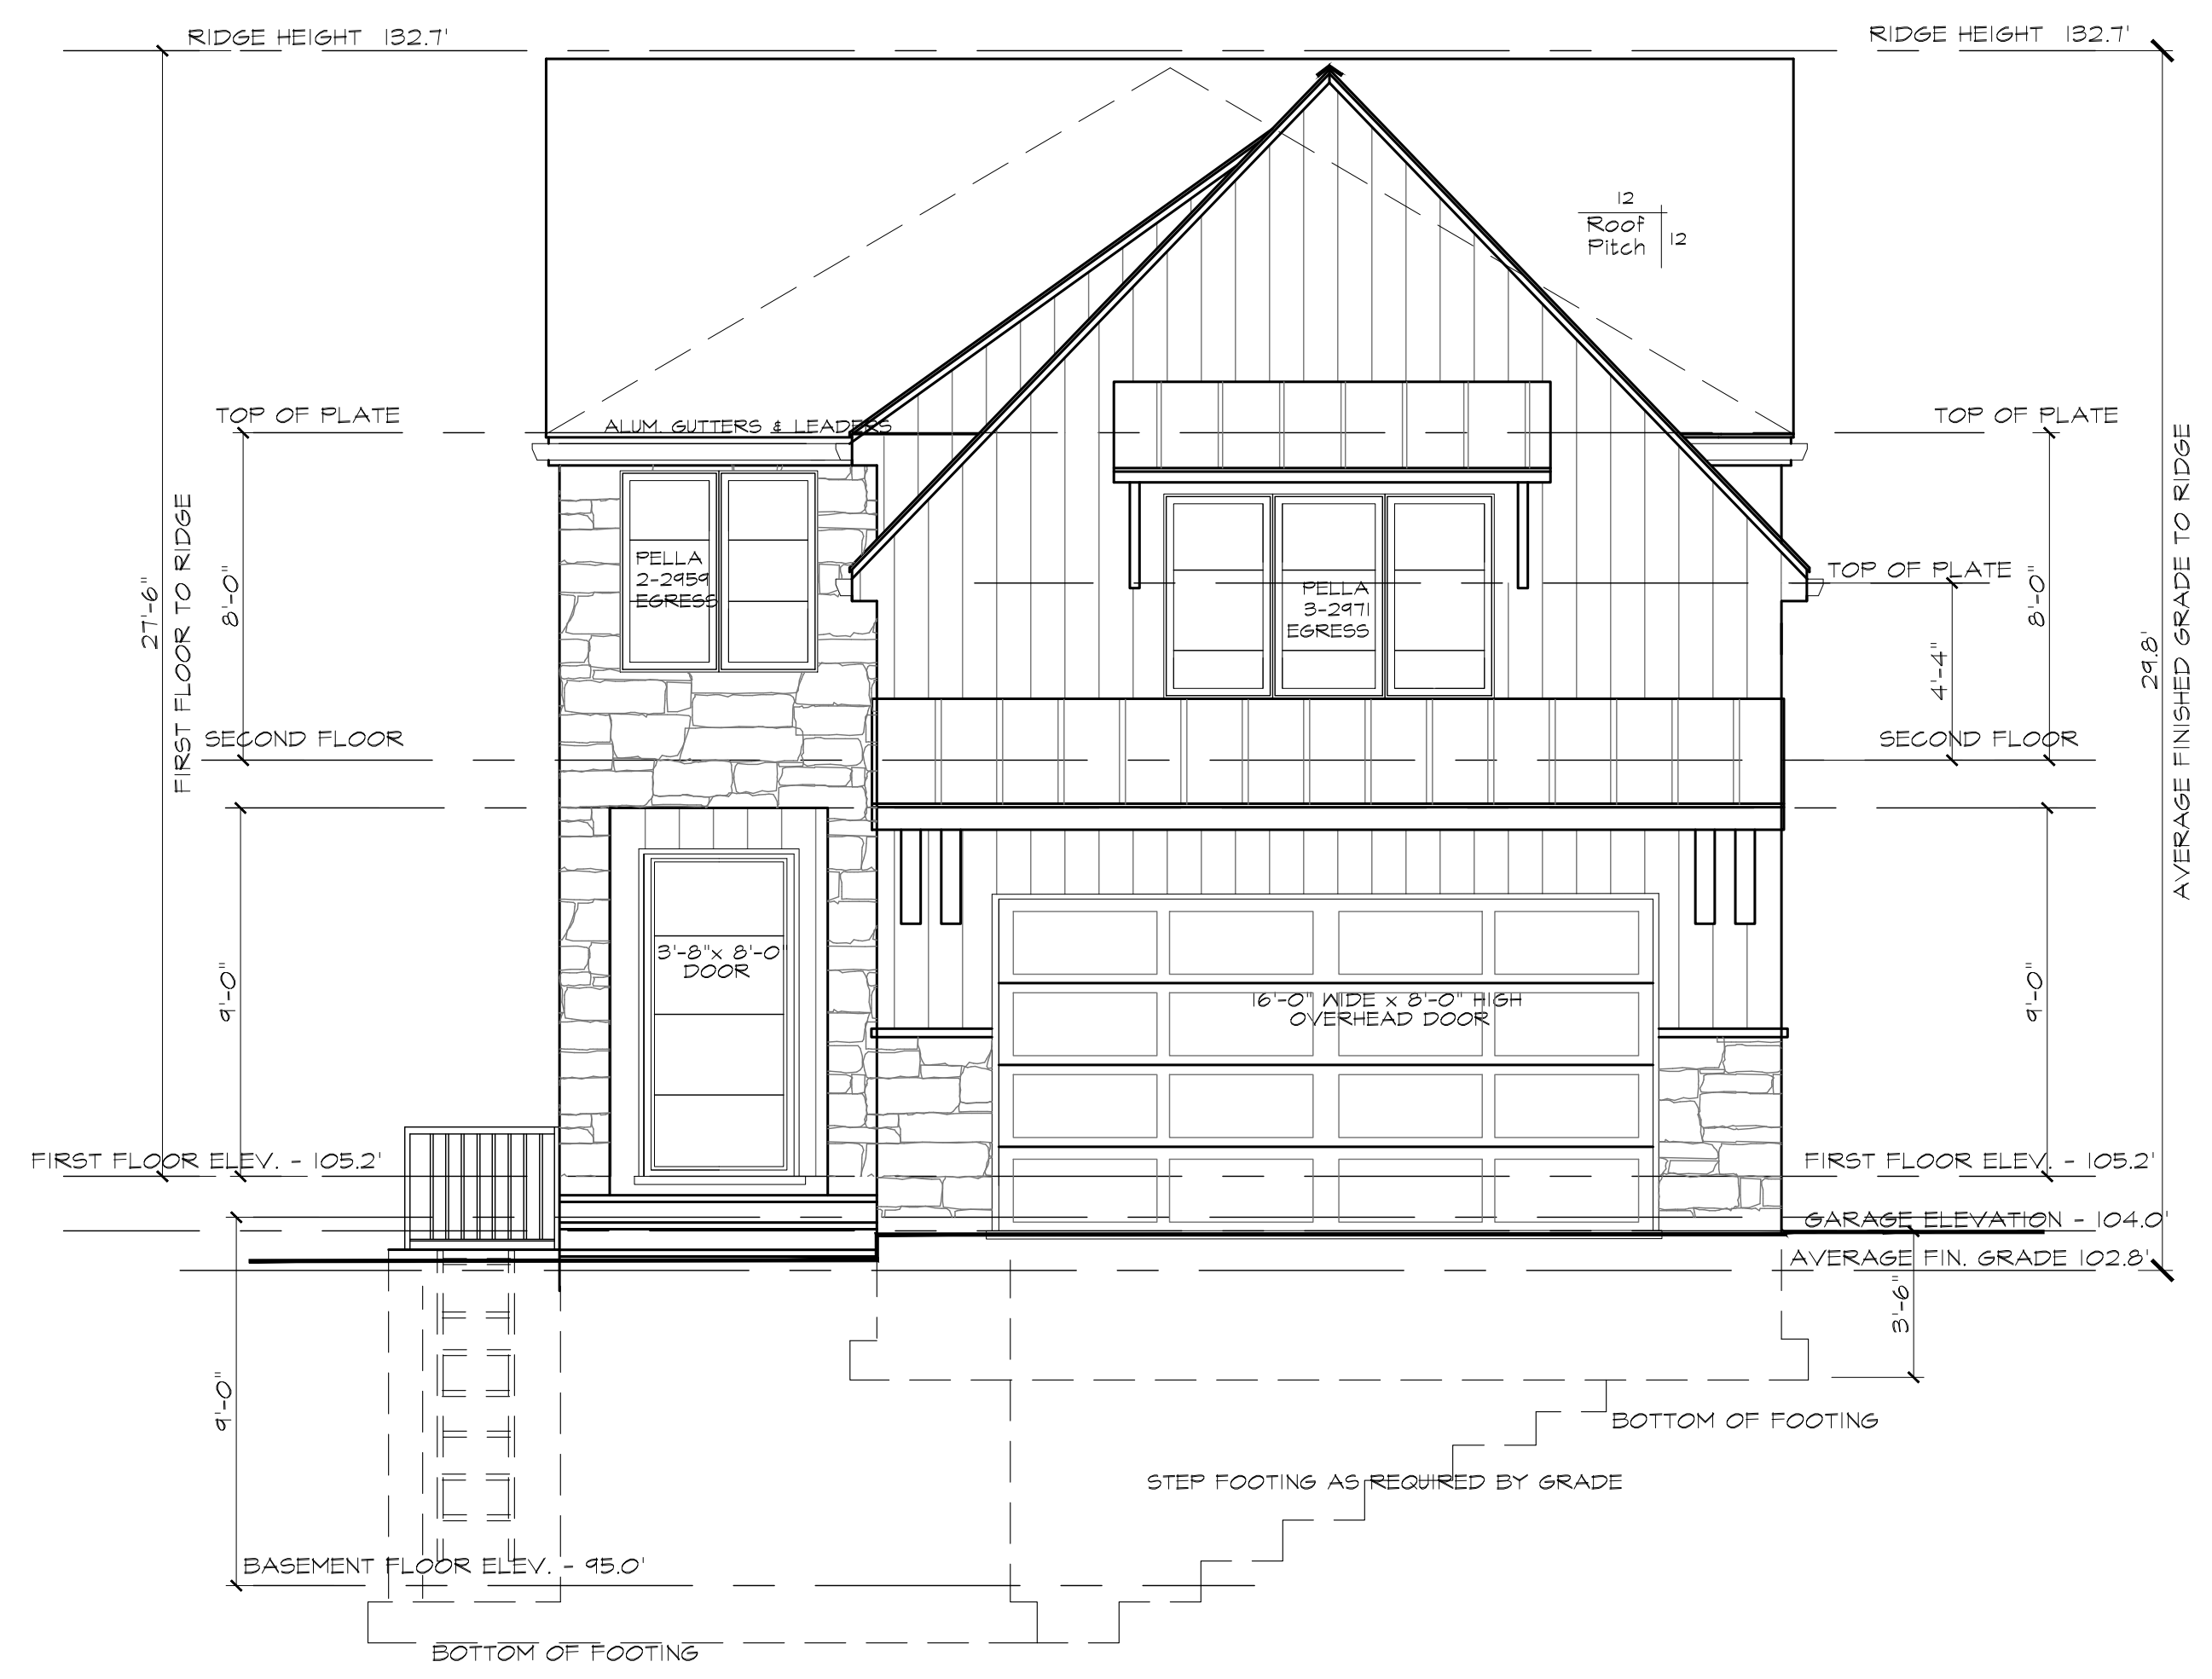 RIDGE HEIGHT 132.7'
RIDGE HEIGHT 132.7'
12
Roof
Pitch
12
TOP OF PLATE
TOP OF PLATE
ALUM. GUTTERS & LEADERS
27'-6"
FIRST FLOOR TO RIDGE
8'-0"
PELLA
2-2959
EGRESS
PELLA
3-2971
EGRESS
TOP OF PLATE
8'-0"
4'-4"
29.8'
AVERAGE FINISHED GRADE TO RIDGE
SECOND FLOOR
SECOND FLOOR
9'-0"
3'-8"x 8'-0"
DOOR
16'-0" WIDE x 8'-0" HIGH
OVERHEAD DOOR
9'-0"
FIRST FLOOR ELEV. - 105.2'
FIRST FLOOR ELEV. - 105.2'
GARAGE ELEVATION - 104.0'
AVERAGE FIN. GRADE 102.8'
3'-6"
9'-0"
BOTTOM OF FOOTING
STEP FOOTING AS REQUIRED BY GRADE
BASEMENT FLOOR ELEV. - 95.0'
BOTTOM OF FOOTING